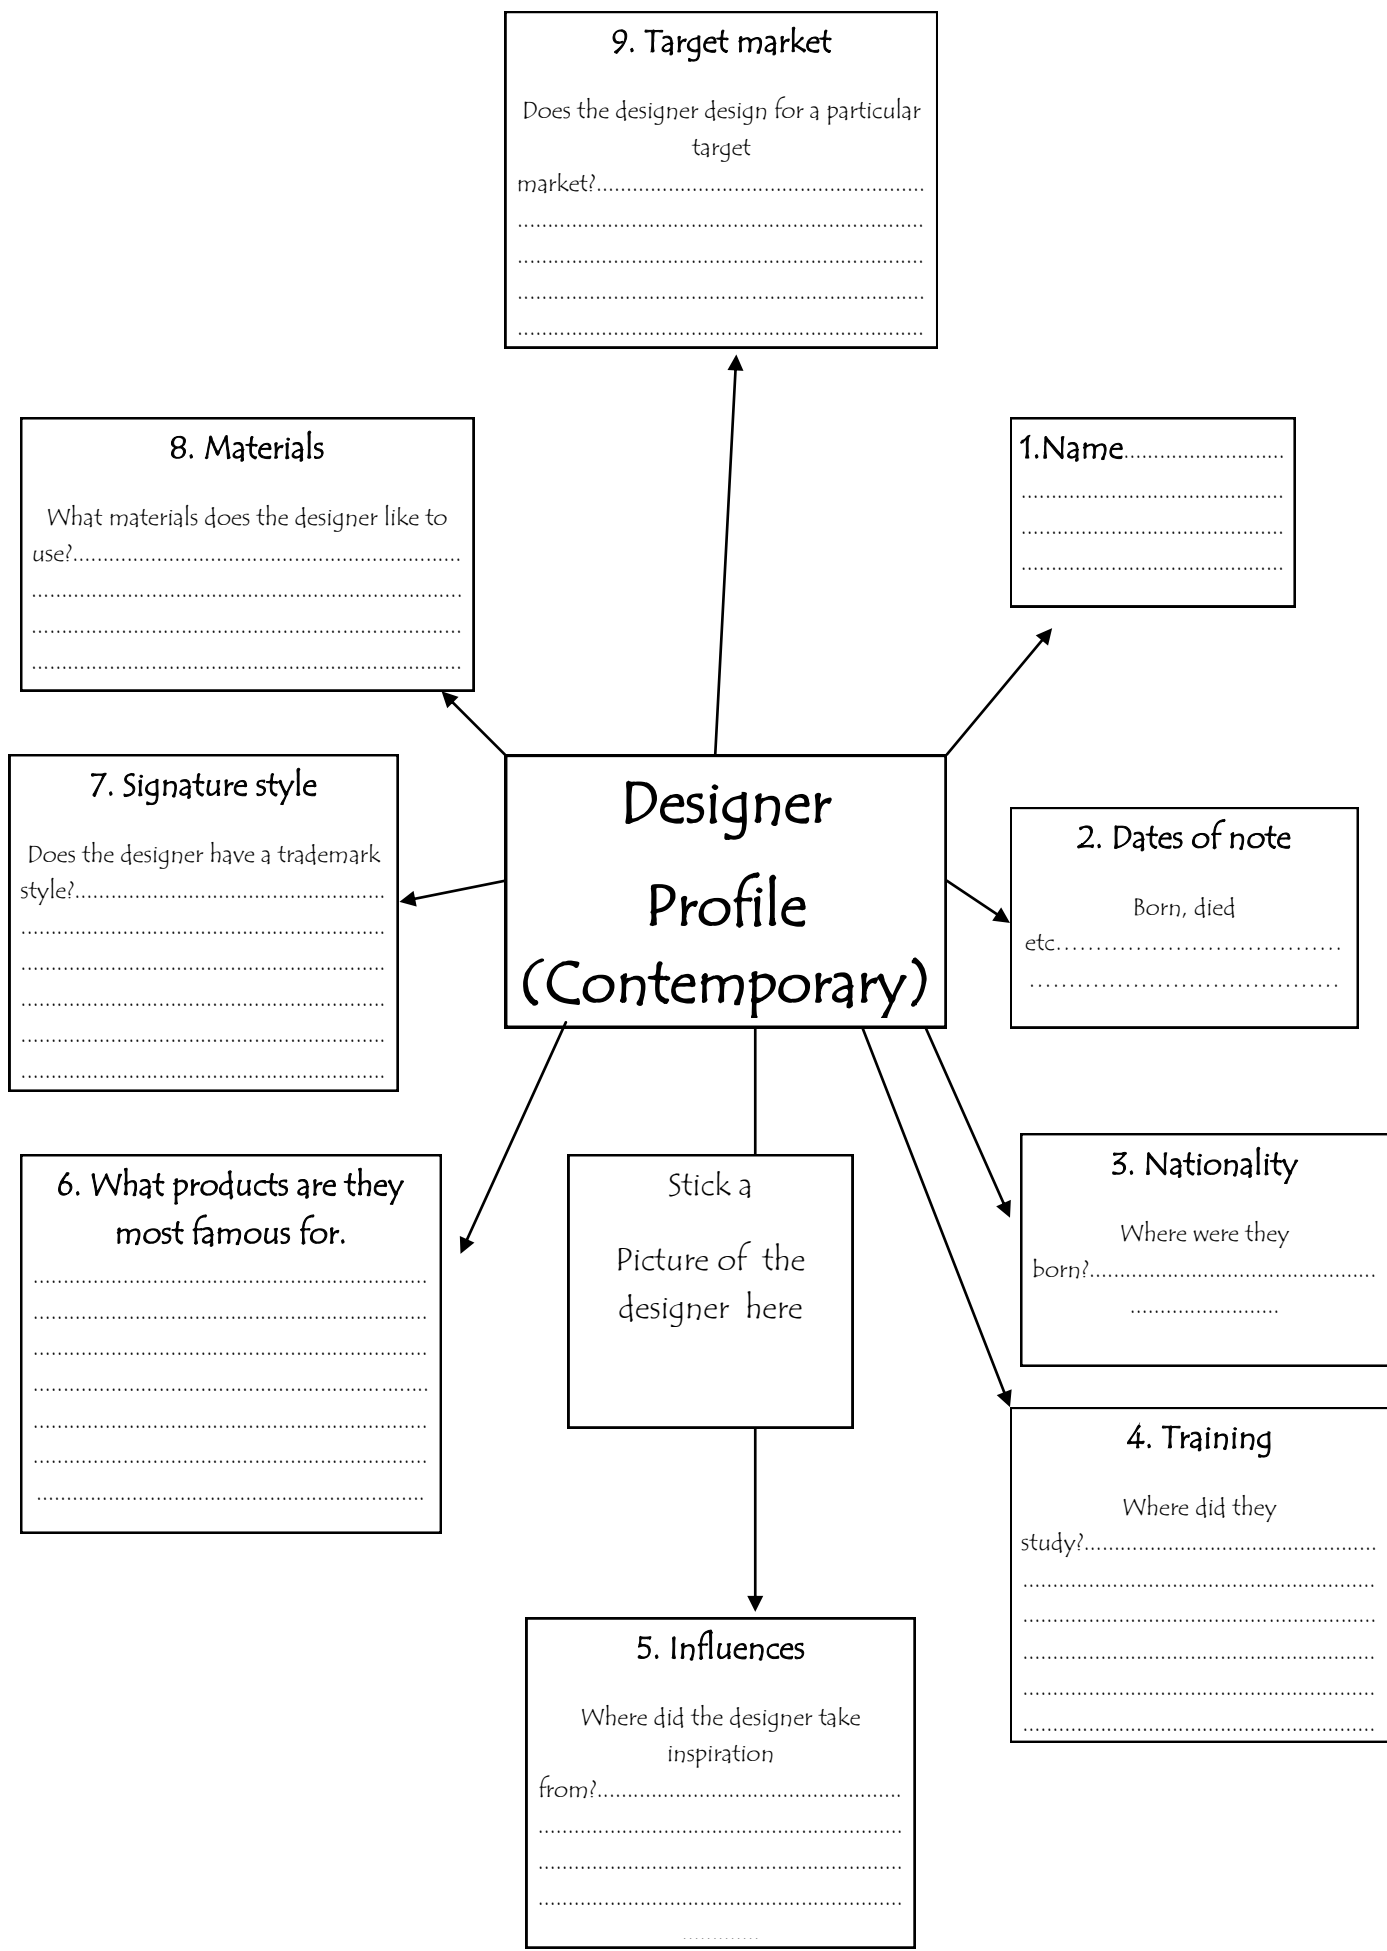 9. Target market
Does the designer design for a particular
target
market?......................................................
....................................................................
....................................................................
....................................................................
....................................................................
8. Materials
What materials does the designer like to
use?.................................................................
........................................................................
........................................................................
........................................................................
1.Name...........................
............................................
............................................
............................................
Designer
Profile
(Contemporary)
7. Signature style
Does the designer have a trademark
style?....................................................
.............................................................
.............................................................
.............................................................
.............................................................
.............................................................
2. Dates of note
Born, died
etc……………………………
………………………………
6. What products are they
most famous for.
..................................................................
..................................................................
..................................................................
..................................................................
..................................................................
..................................................................
.................................................................
Stick a
Picture of the
designer here
3. Nationality
Where were they
born?................................................
.........................
4. Training
Where did they
study?.................................................
...........................................................
...........................................................
...........................................................
...........................................................
...........................................................
5. Influences
Where did the designer take
inspiration
from?...................................................
.............................................................
.............................................................
.............................................................
.............